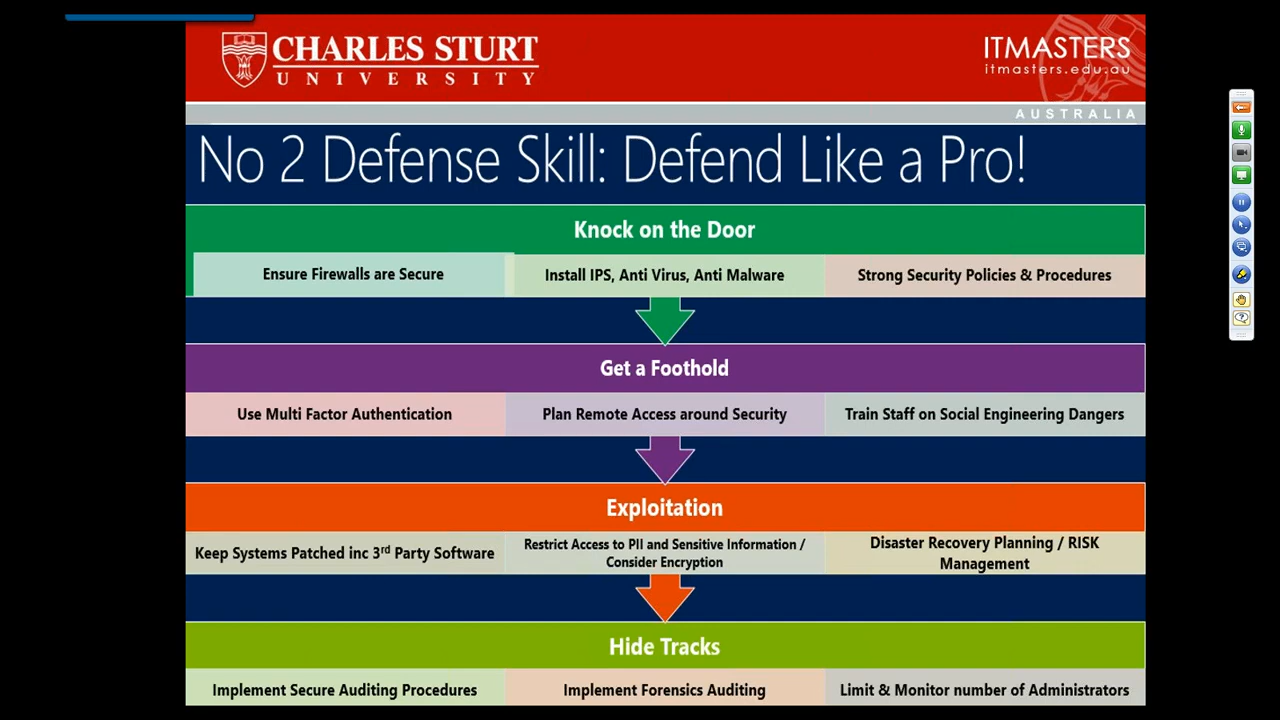 CHARLES STURT
UNIVERSITY
ITMASTERS
itmasters.edu.au
AUSTRALIA
No 2 Defense Skill: Defend Like a Pro!
Knock on the Door
Ensure Firewalls are Secure
Install IPS, Anti Virus, Anti Malware
Strong Security Policies & Procedures
Get a Foothold
Use Multi Factor Authentication
Plan Remote Access around Security
Train Staff on Social Engineering Dangers
Exploitation
Keep Systems Patched inc 3rd Party Software
Restrict Access to PII and Sensitive Information /
Consider Encryption
Disaster Recovery Planning / RISK
Management
Hide Tracks
Implement Secure Auditing Procedures
Implement Forensics Auditing
Limit & Monitor number of Administrators